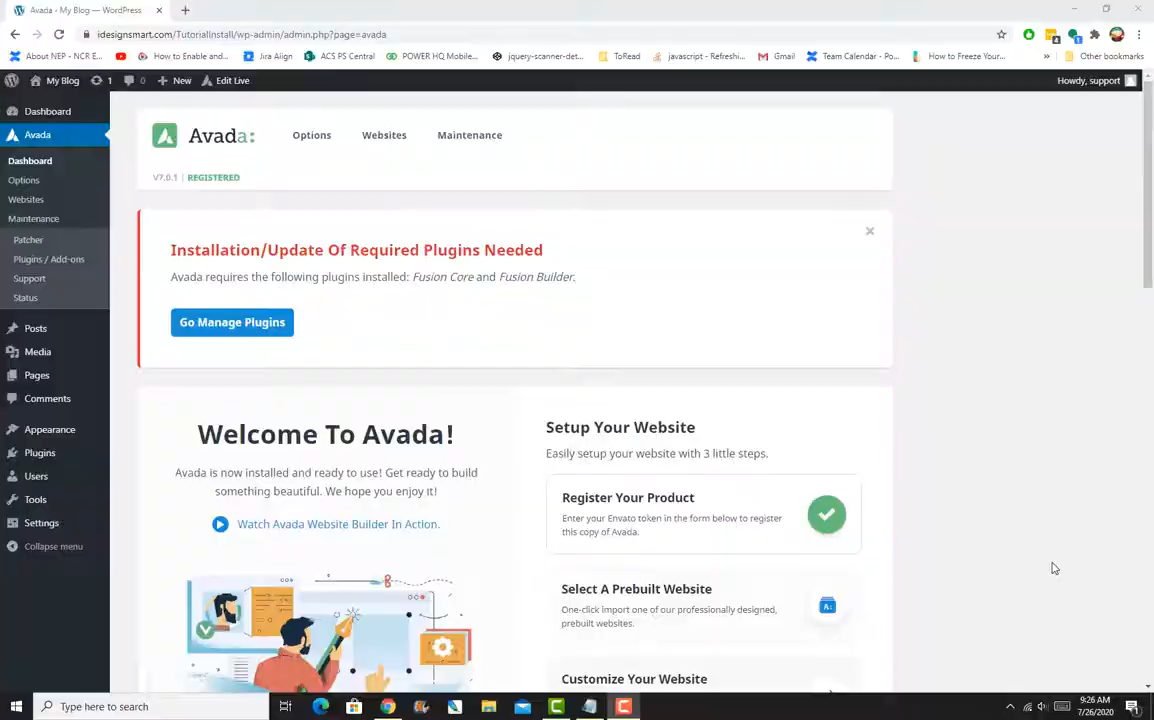 Avada - My Blog — WordPress
idesignsmart.com/TutorialInstall/wp-admin/admin.php?page=avada
About NEP - NCR E...
How to Enable and...
Jira Align
ACS PS Central
POWER HQ Mobile...
jquery-scanner-det...
ToRead
javascript - Refreshi...
Gmail
Team Calendar - Po...
How to Freeze Your...
Other bookmarks
My Blog 1 0 New Edit Live
Howdy, support
Dashboard
Avada
Dashboard
Options
Websites
Maintenance
Patcher
Plugins / Add-ons
Support
Status
Posts
Media
Pages
Comments
Appearance
Plugins
Users
Tools
Settings
Collapse menu
Avada: Options Websites Maintenance
V7.0.1 | REGISTERED
Installation/Update Of Required Plugins Needed
Avada requires the following plugins installed: Fusion Core and Fusion Builder.
Go Manage Plugins
Welcome To Avada!
Avada is now installed and ready to use! Get ready to build
something beautiful. We hope you enjoy it!
Watch Avada Website Builder In Action.
Setup Your Website
Easily setup your website with 3 little steps.
Register Your Product
Enter your Envato token in the form below to register
this copy of Avada.
Select A Prebuilt Website
One-click import one of our professionally designed,
prebuilt websites.
A:
Customize Your Website
Type here to search
9:26 AM
7/26/2020